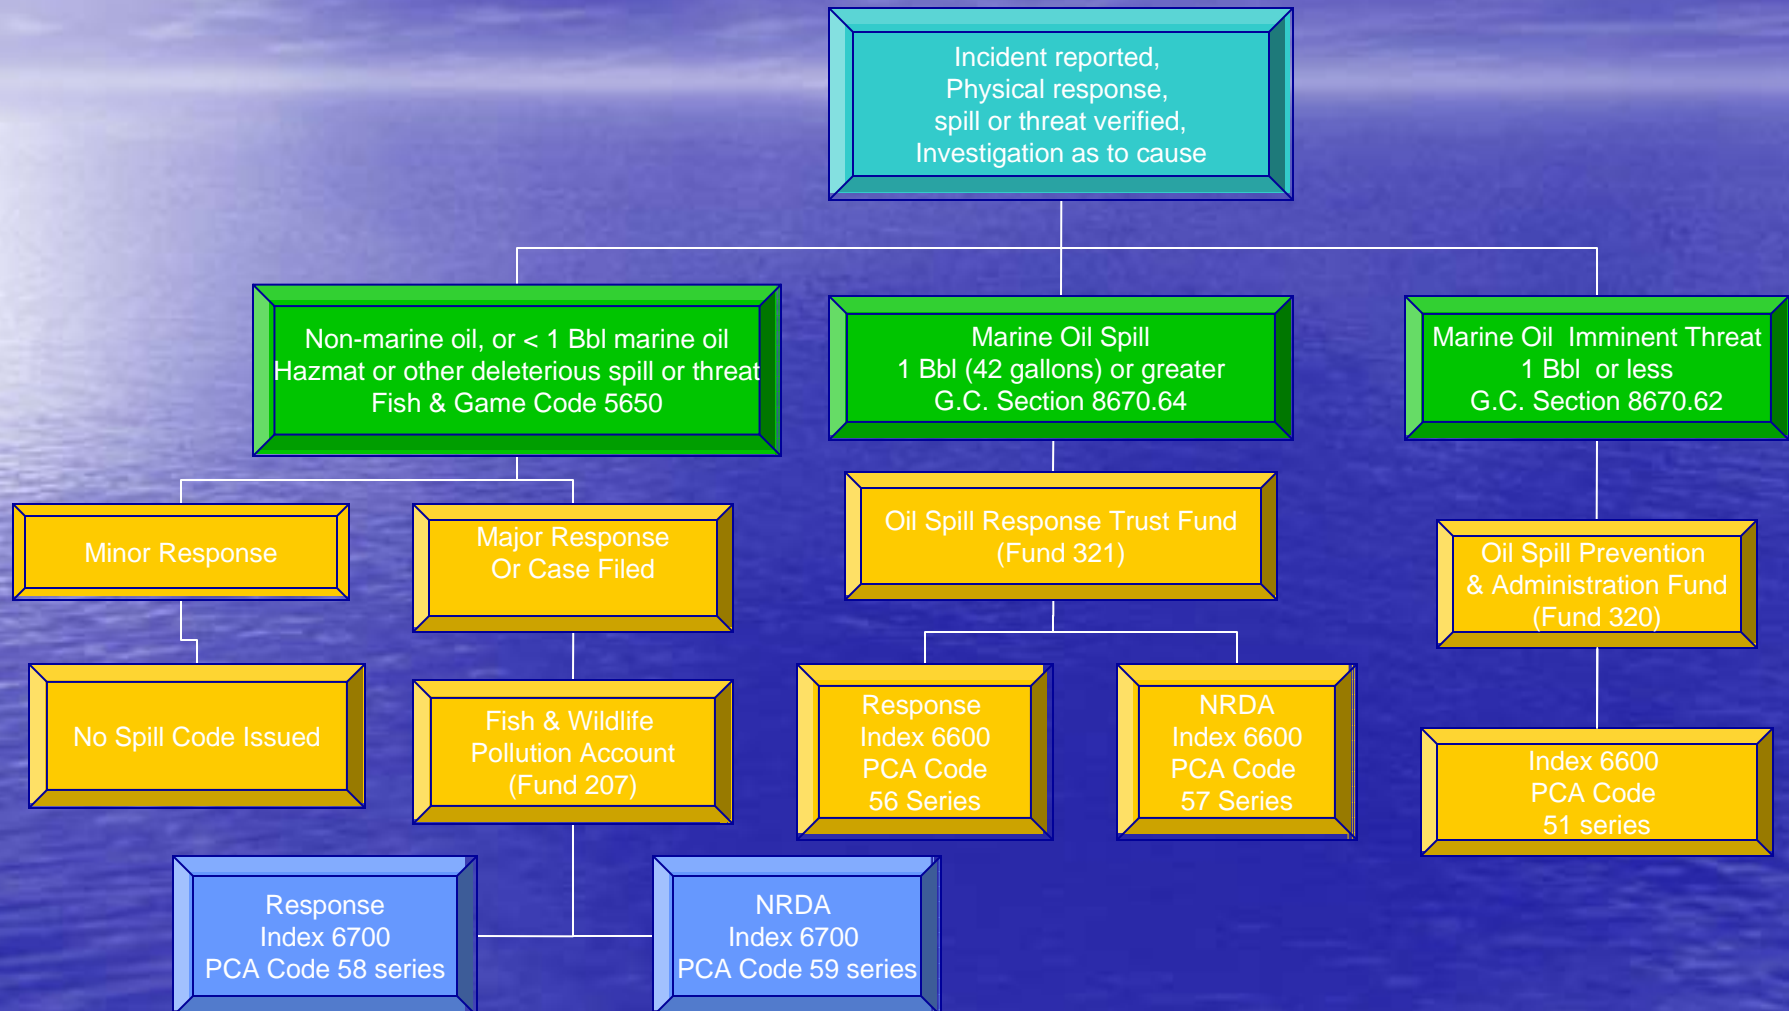 Incident reported,
Physical response,
spill or threat verified,
Investigation as to cause
Non-marine oil, or < 1 Bbl marine oil
Hazmat or other deleterious spill or threat
Fish & Game Code 5650
Marine Oil Spill
1 Bbl (42 gallons) or greater
G.C. Section 8670.64
Marine Oil  Imminent Threat
1 Bbl  or less
G.C. Section 8670.62
Minor Response
Major Response
Or Case Filed
Oil Spill Response Trust Fund
(Fund 321)
Oil Spill Prevention
& Administration Fund
(Fund 320)
No Spill Code Issued
Fish & Wildlife
Pollution Account
(Fund 207)
Response
Index 6600
PCA Code
56 Series
NRDA
Index 6600
PCA Code
57 Series
Index 6600
PCA Code
51 series
Response
Index 6700
PCA Code 58 series
NRDA
Index 6700
PCA Code 59 series